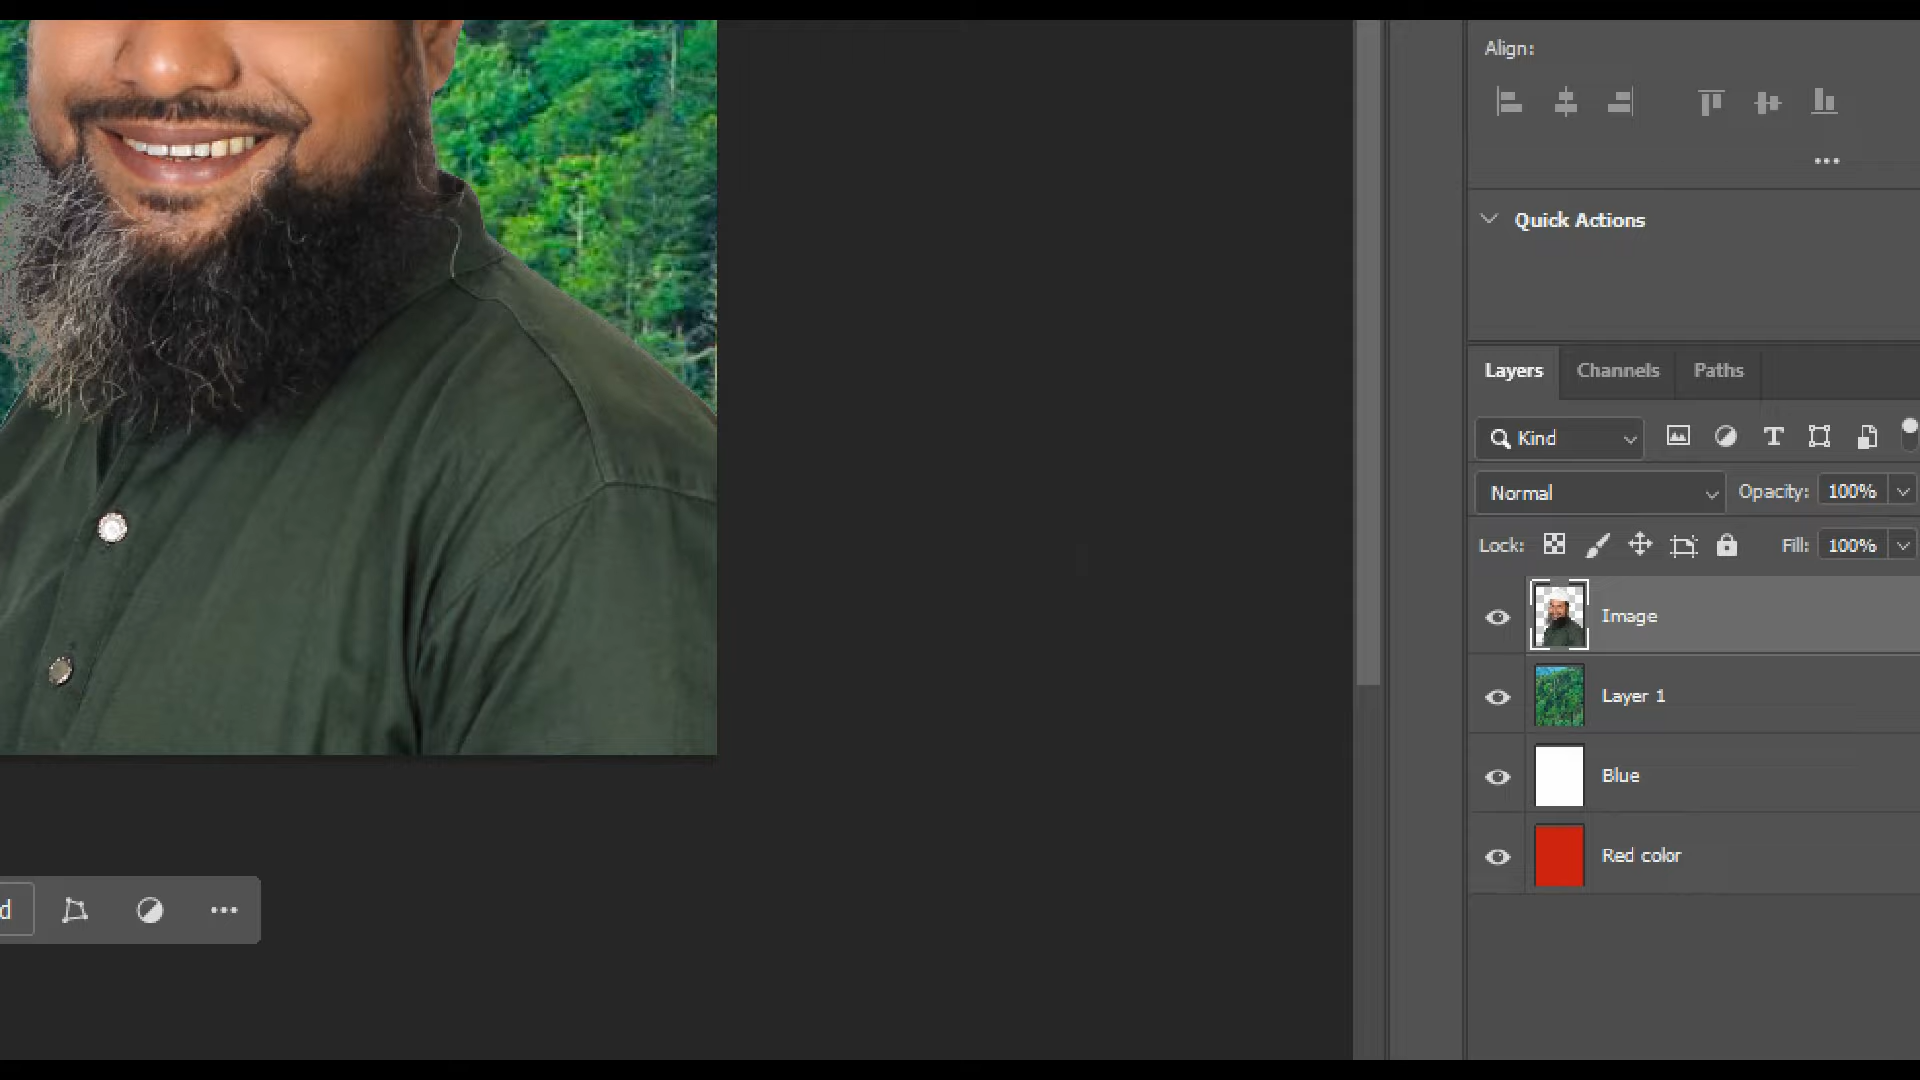 Align:
Quick Actions
Layers Channels Paths
Kind
Normal Opacity: 100%
Lock: Fill: 100%
Image
Layer 1
Blue
Red color
d